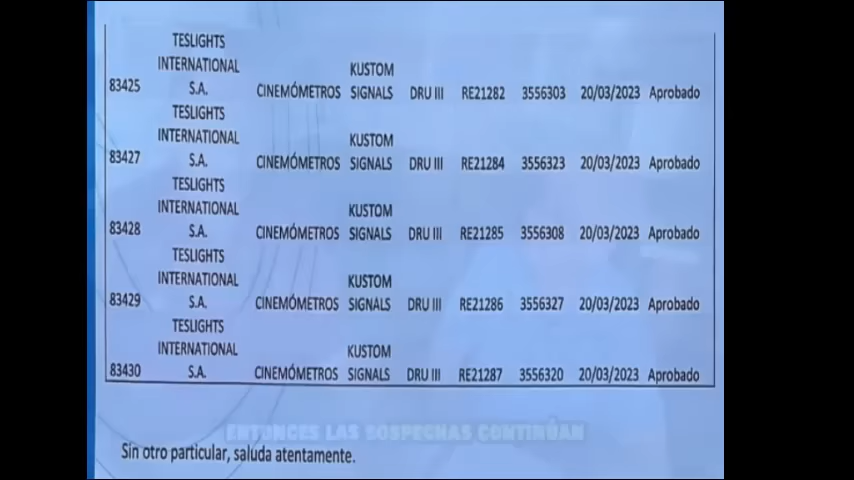 83425 TESLIGHTS INTERNATIONAL S.A. CINEMÓMETROS KUSTOM SIGNALS DRU III RE21282 3556303 20/03/2023 Aprobado
83427 TESLIGHTS INTERNATIONAL S.A. CINEMÓMETROS KUSTOM SIGNALS DRU III RE21284 3556323 20/03/2023 Aprobado
83428 TESLIGHTS INTERNATIONAL S.A. CINEMÓMETROS KUSTOM SIGNALS DRU III RE21285 3556308 20/03/2023 Aprobado
83429 TESLIGHTS INTERNATIONAL S.A. CINEMÓMETROS KUSTOM SIGNALS DRU III RE21286 3556327 20/03/2023 Aprobado
83430 TESLIGHTS INTERNATIONAL S.A. CINEMÓMETROS KUSTOM SIGNALS DRU III RE21287 3556320 20/03/2023 Aprobado
ENTONCES LAS SOSPECHAS CONTINÚAN
Sin otro particular, saluda atentamente.